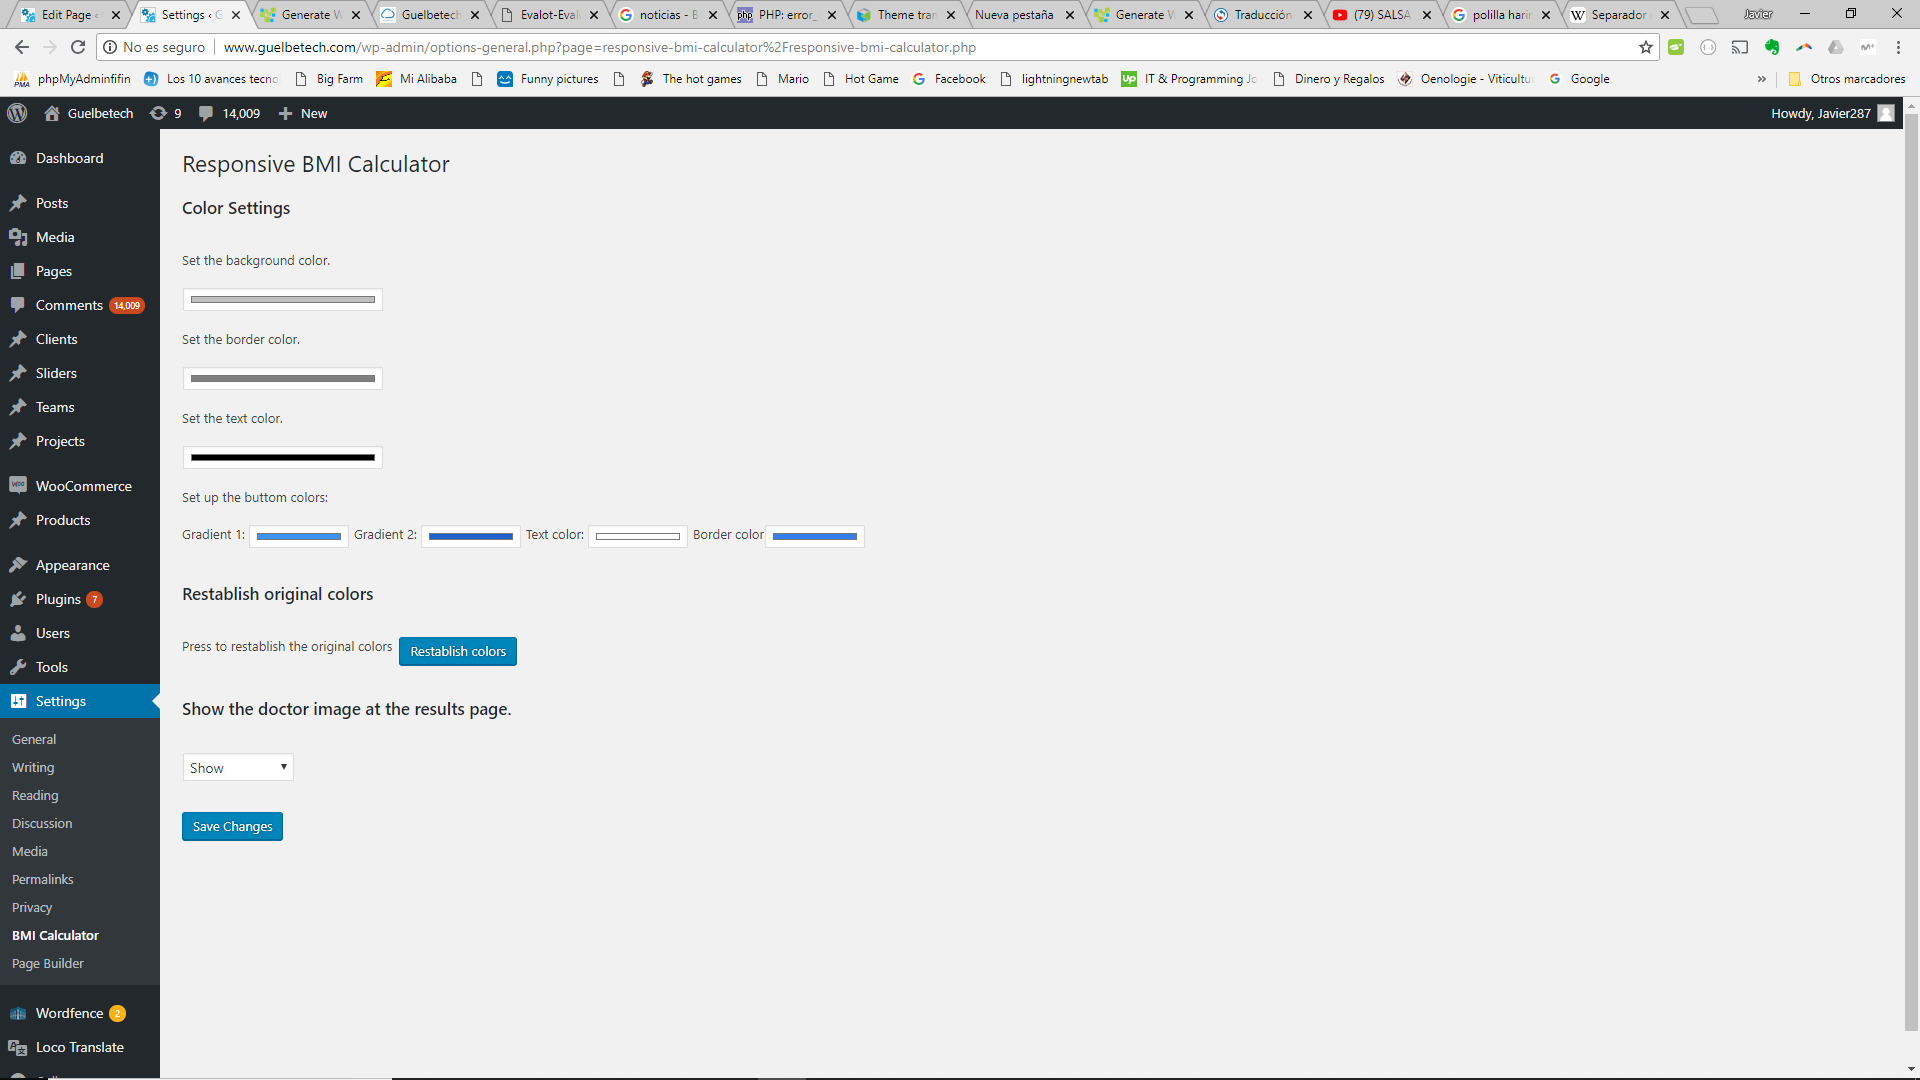 Edit Page
Settings ‹ G
Generate W
Guelbetech
Evalot-Eval
noticias - B
PHP: error_
Theme tran
Nueva pestaña
Generate W
Traducción
(79) SALSA
polilla harin
Separador
Javier
No es seguro
www.guelbetech.com/wp-admin/options-general.php?page=responsive-bmi-calculator%2Fresponsive-bmi-calculator.php
phpMyAdminfifin
Los 10 avances tecno
Big Farm
Mi Alibaba
Funny pictures
The hot games
Mario
Hot Game
Facebook
lightningnewtab
IT & Programming Jo
Dinero y Regalos
Oenologie - Viticultu
Google
»
Otros marcadores
Guelbetech
9
14,009
New
Howdy, Javier287
Dashboard
Posts
Media
Pages
Comments 14,009
Clients
Sliders
Teams
Projects
WooCommerce
Products
Appearance
Plugins 7
Users
Tools
Settings
General
Writing
Reading
Discussion
Media
Permalinks
Privacy
BMI Calculator
Page Builder
Wordfence 2
Loco Translate
Responsive BMI Calculator
Color Settings
Set the background color.
Set the border color.
Set the text color.
Set up the buttom colors:
Gradient 1: Gradient 2: Text color: Border color
Restablish original colors
Press to restablish the original colors Restablish colors
Show the doctor image at the results page.
Show
Save Changes